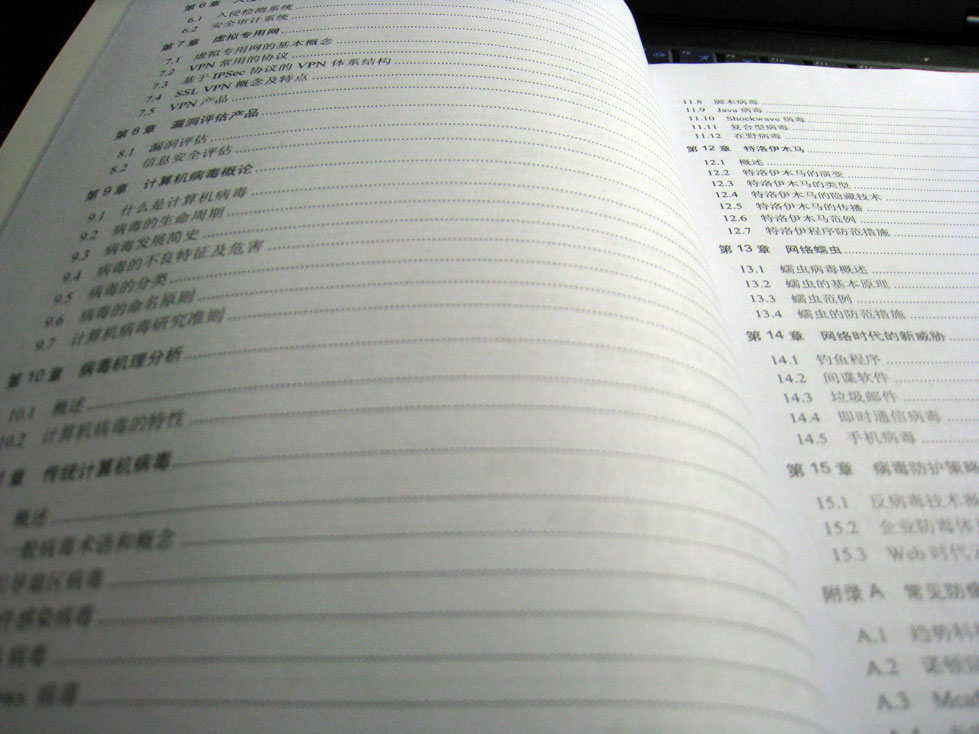 第6章
6.1 入侵检测系统
6.2 安全审计系统
第7章 虚拟专用网
7.1 虚拟专用网的基本概念
7.2 VPN 常用的协议
7.3 基于 IPSec 协议的 VPN 体系结构
7.4 SSL VPN 概念及特点
7.5 VPN 产品
第8章 漏洞评估产品
8.1 漏洞评估
8.2 信息安全评估
第9章 计算机病毒概论
9.1 什么是计算机病毒
9.2 病毒的生命周期
9.3 病毒发展简史
9.4 病毒的不良特征及危害
9.5 病毒的分类
9.6 病毒的命名原则
9.7 计算机病毒研究准则
第10章 病毒机理分析
10.1 概述
10.2 计算机病毒的特性
章 传统计算机病毒
概述
一般病毒术语和概念
引导扇区病毒
件感染病毒
病毒
病毒
11.8 脚本病毒
11.9 Java 病毒
11.10 Shockwave 病毒
11.11 复合型病毒
11.12 在野病毒
第12章 特洛伊木马
12.1 概述
12.2 特洛伊木马的演变
12.3 特洛伊木马的类型
12.4 特洛伊木马的隐藏技术
12.5 特洛伊木马的传播
12.6 特洛伊木马范例
12.7 特洛伊程序防范措施
第13章 网络蠕虫
13.1 蠕虫病毒概述
13.2 蠕虫的基本原理
13.3 蠕虫范例
13.4 蠕虫的防范措施
第14章 网络时代的新威胁
14.1 钓鱼程序
14.2 间谍软件
14.3 垃圾邮件
14.4 即时通信病毒
14.5 手机病毒
第15章 病毒防护策略
15.1 反病毒技术概
15.2 企业防毒体
15.3 Web 时代
附录A 常见防病
A.1 趋势科技
A.2 诺顿
A.3